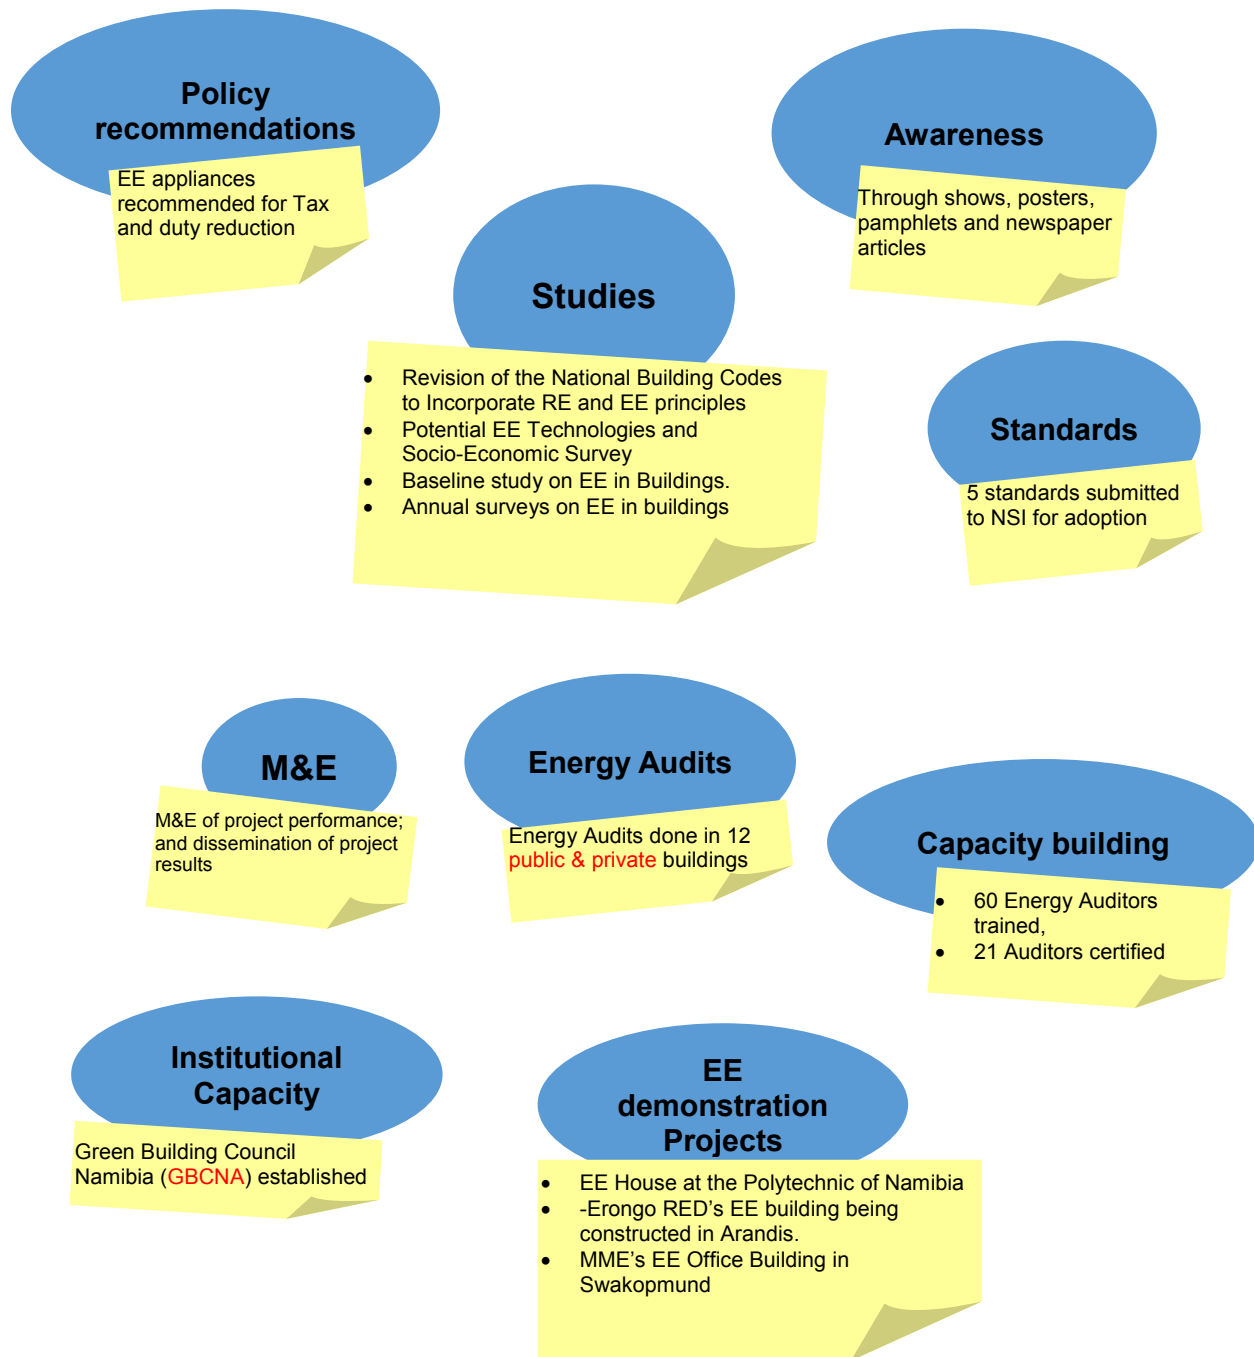 Policy
recommendations
EE appliances
recommended for Tax
and duty reduction
Awareness
Through shows, posters,
pamphlets and newspaper
articles
Studies
• Revision of the National Building Codes
to Incorporate RE and EE principles
• Potential EE Technologies and
Socio-Economic Survey
• Baseline study on EE in Buildings.
• Annual surveys on EE in buildings
Standards
5 standards submitted
to NSI for adoption
M&E
M&E of project performance;
and dissemination of project
results
Energy Audits
Energy Audits done in 12
public & private buildings
Capacity building
• 60 Energy Auditors
trained,
• 21 Auditors certified
Institutional
Capacity
Green Building Council
Namibia (GBCNA) established
EE
demonstration
Projects
• EE House at the Polytechnic of Namibia
• -Erongo RED’s EE building being
constructed in Arandis.
• MME’s EE Office Building in
Swakopmund